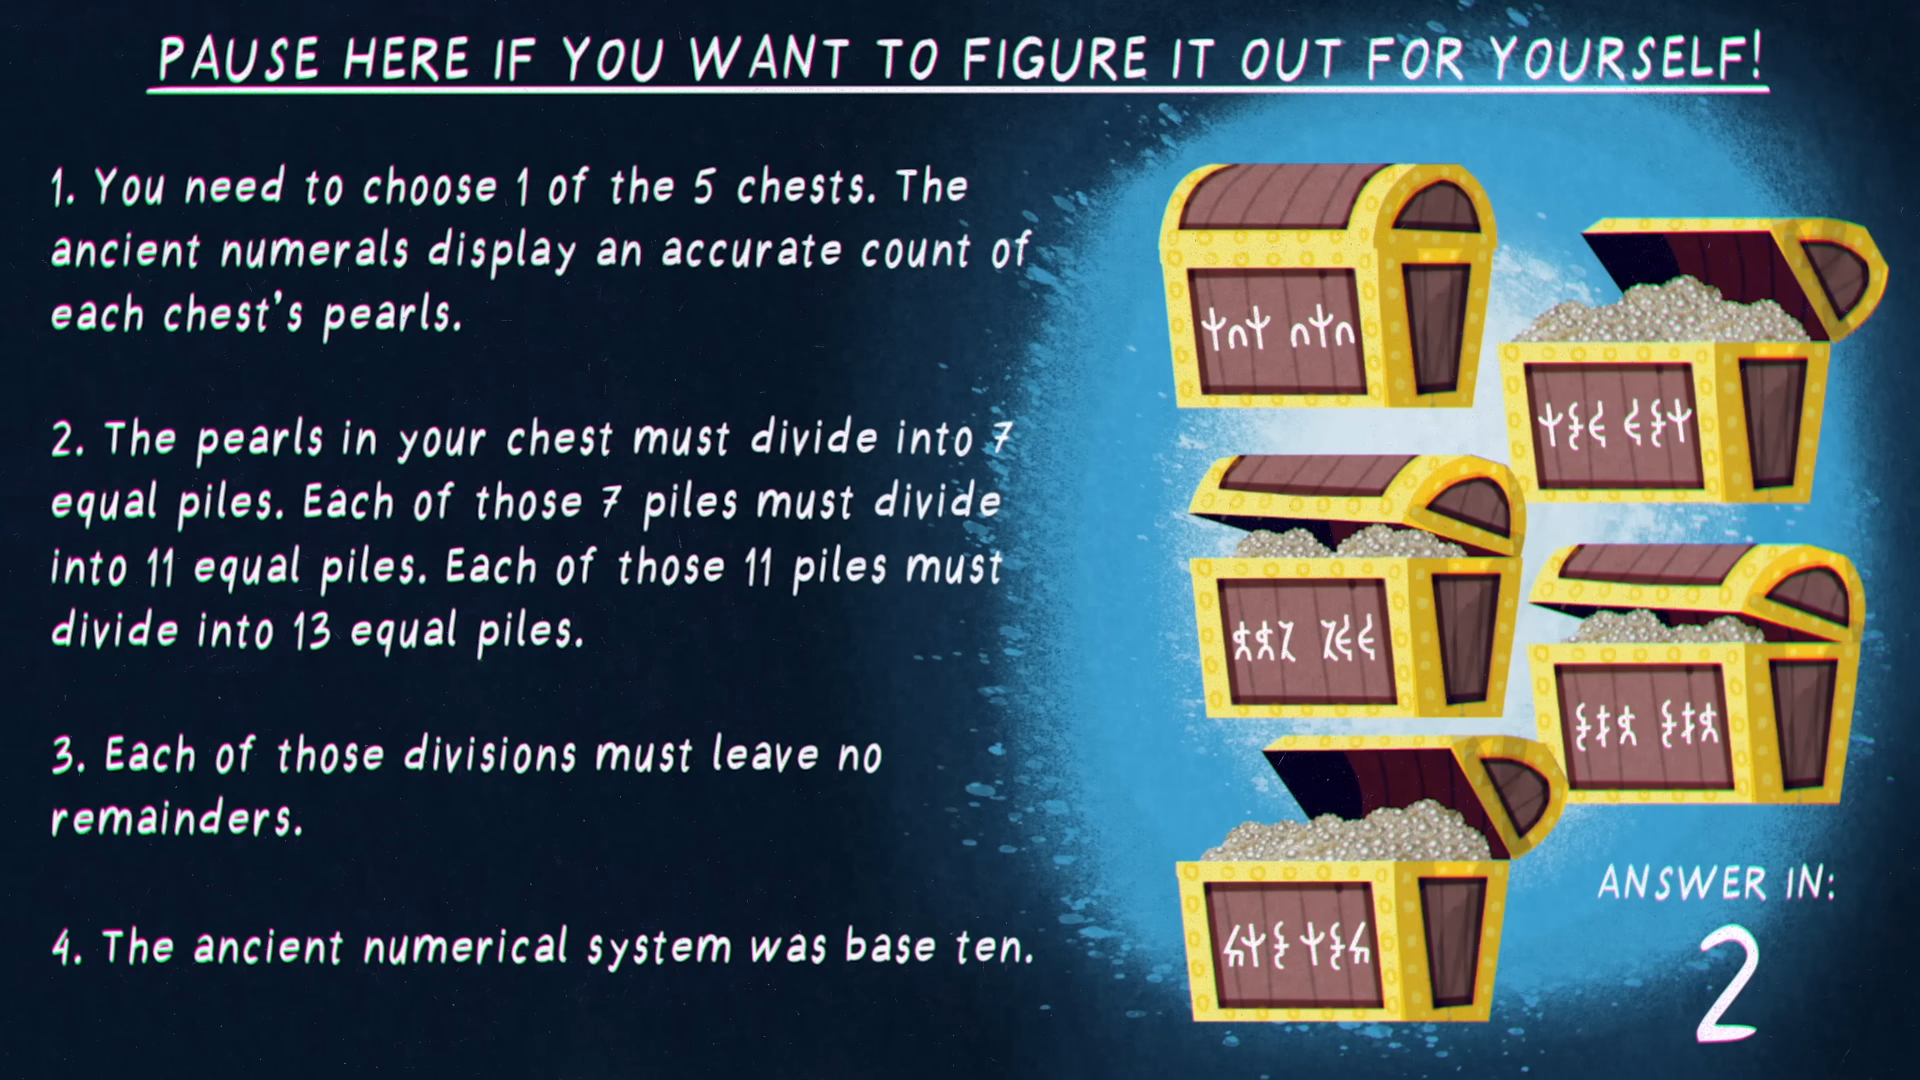 PAUSE HERE IF YOU WANT TO FIGURE IT OUT FOR YOURSELF!
1. You need to choose 1 of the 5 chests. The
ancient numerals display an accurate count of
each chest's pearls.
2. The pearls in your chest must divide into 7
equal piles. Each of those 7 piles must divide
into 11 equal piles. Each of those 11 piles must
divide into 13 equal piles.
3. Each of those divisions must leave no
remainders.
4. The ancient numerical system was base ten.
ANSWER IN:
2